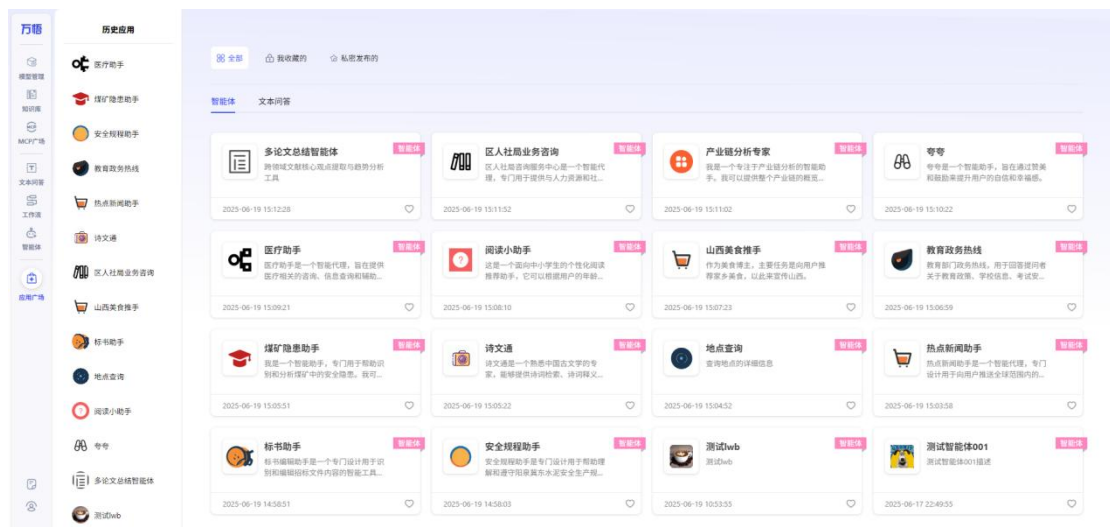 万悟
模型管理
知识库
MCP广场
文本问答
工作流
智能体
应用广场
历史应用
医疗助手
煤矿隐患助手
安全规程助手
教育政务热线
热点新闻助手
诗文通
区人社局业务咨询
山西美食推手
标书助手
地点查询
阅读小助手
夸夸
多论文总结智能体
测试lwb
全部 我收藏的 私密发布的
智能体 文本问答
多论文总结智能体
智能体
跨领域文献核心观点提取与趋势分析
工具
2025-06-19 15:12:28
区人社局业务咨询
智能体
区人社局咨询服务中心是一个智能代
理，专门用于提供与人力资源和社...
2025-06-19 15:11:52
产业链分析专家
智能体
我是一个专注于产业链分析的智能助
手。我可以提供整个产业链的概览...
2025-06-19 15:11:02
夸夸
智能体
夸夸是一个智能助手，旨在通过赞美
和鼓励来提升用户的自信和幸福感。
2025-06-19 15:10:22
医疗助手
智能体
医疗助手是一个智能代理，旨在提供
医疗相关的咨询、信息查询和辅助...
2025-06-19 15:09:21
阅读小助手
智能体
这是一个面向中小学生的个性化阅读
推荐助手，它可以根据用户的年龄...
2025-06-19 15:08:10
山西美食推手
智能体
作为美食博主，主要任务是向用户推
荐家乡美食，以此来宣传山西。
2025-06-19 15:07:23
教育政务热线
智能体
教育部门政务热线，用于回答提问者
关于教育政策、学校信息、考试安...
2025-06-19 15:06:59
煤矿隐患助手
智能体
我是一个智能助手，专门用于帮助识
别和分析煤矿中的安全隐患。我可...
2025-06-19 15:05:51
诗文通
智能体
诗文通是一个熟悉中国古文学的专
家，能够提供诗词检索、诗词释义...
2025-06-19 15:05:22
地点查询
智能体
查询地点的详细信息
2025-06-19 15:04:52
热点新闻助手
智能体
热点新闻助手是一个智能代理，专门
设计用于向用户推送全球范围内的...
2025-06-19 15:03:58
标书助手
智能体
标书编辑助手是一个专门设计用于识
别和编辑招标文件内容的智能工具...
2025-06-19 14:58:51
安全规程助手
智能体
安全规程助手是专门设计用于帮助理
解和遵守阳泉冀东水泥安全生产规...
2025-06-19 14:58:03
测试lwb
智能体
测试lwb
2025-06-19 10:53:55
测试智能体001
智能体
测试智能体001描述
2025-06-17 22:49:55